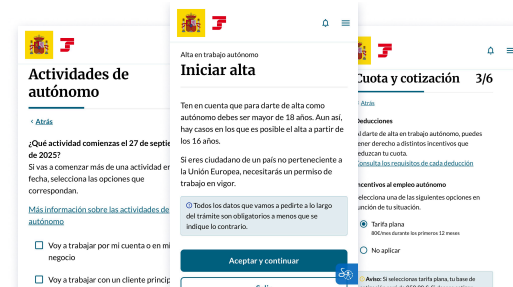 Actividades de
autónomo
< Atrás
¿Qué actividad comienzas el 27 de septie
de 2025?
Si vas a comenzar más de una actividad en
fecha, selecciona las opciones que
correspondan.
Más información sobre las actividades de
autónomo
Voy a trabajar por mi cuenta o en mi
negocio
Voy a trabajar con un cliente princip
Alta en trabajo autónomo
Iniciar alta
Ten en cuenta que para darte de alta como
autónomo debes ser mayor de 18 años. Aun así,
hay casos en los que es posible el alta a partir de
los 16 años.
Si eres ciudadano de un país no perteneciente a
la Unión Europea, necesitarás un permiso de
trabajo en vigor.
Todos los datos que vamos a pedirte a lo largo
del trámite son obligatorios a menos que se
indique lo contrario.
Aceptar y continuar
Cuota y cotización 3/6
Atrás
Deducciones
Al darte de alta en trabajo autónomo, puedes
tener derecho a distintos incentivos que
reduzcan tu cuota.
Consulta los requisitos de cada deducción
Incentivos al empleo autónomo
Selecciona una de las siguientes opciones en
función de tu situación.
Tarifa plana
80€/mes durante los primeros 12 meses
No aplicar
Aviso: Si seleccionas tarifa plana, tu base de